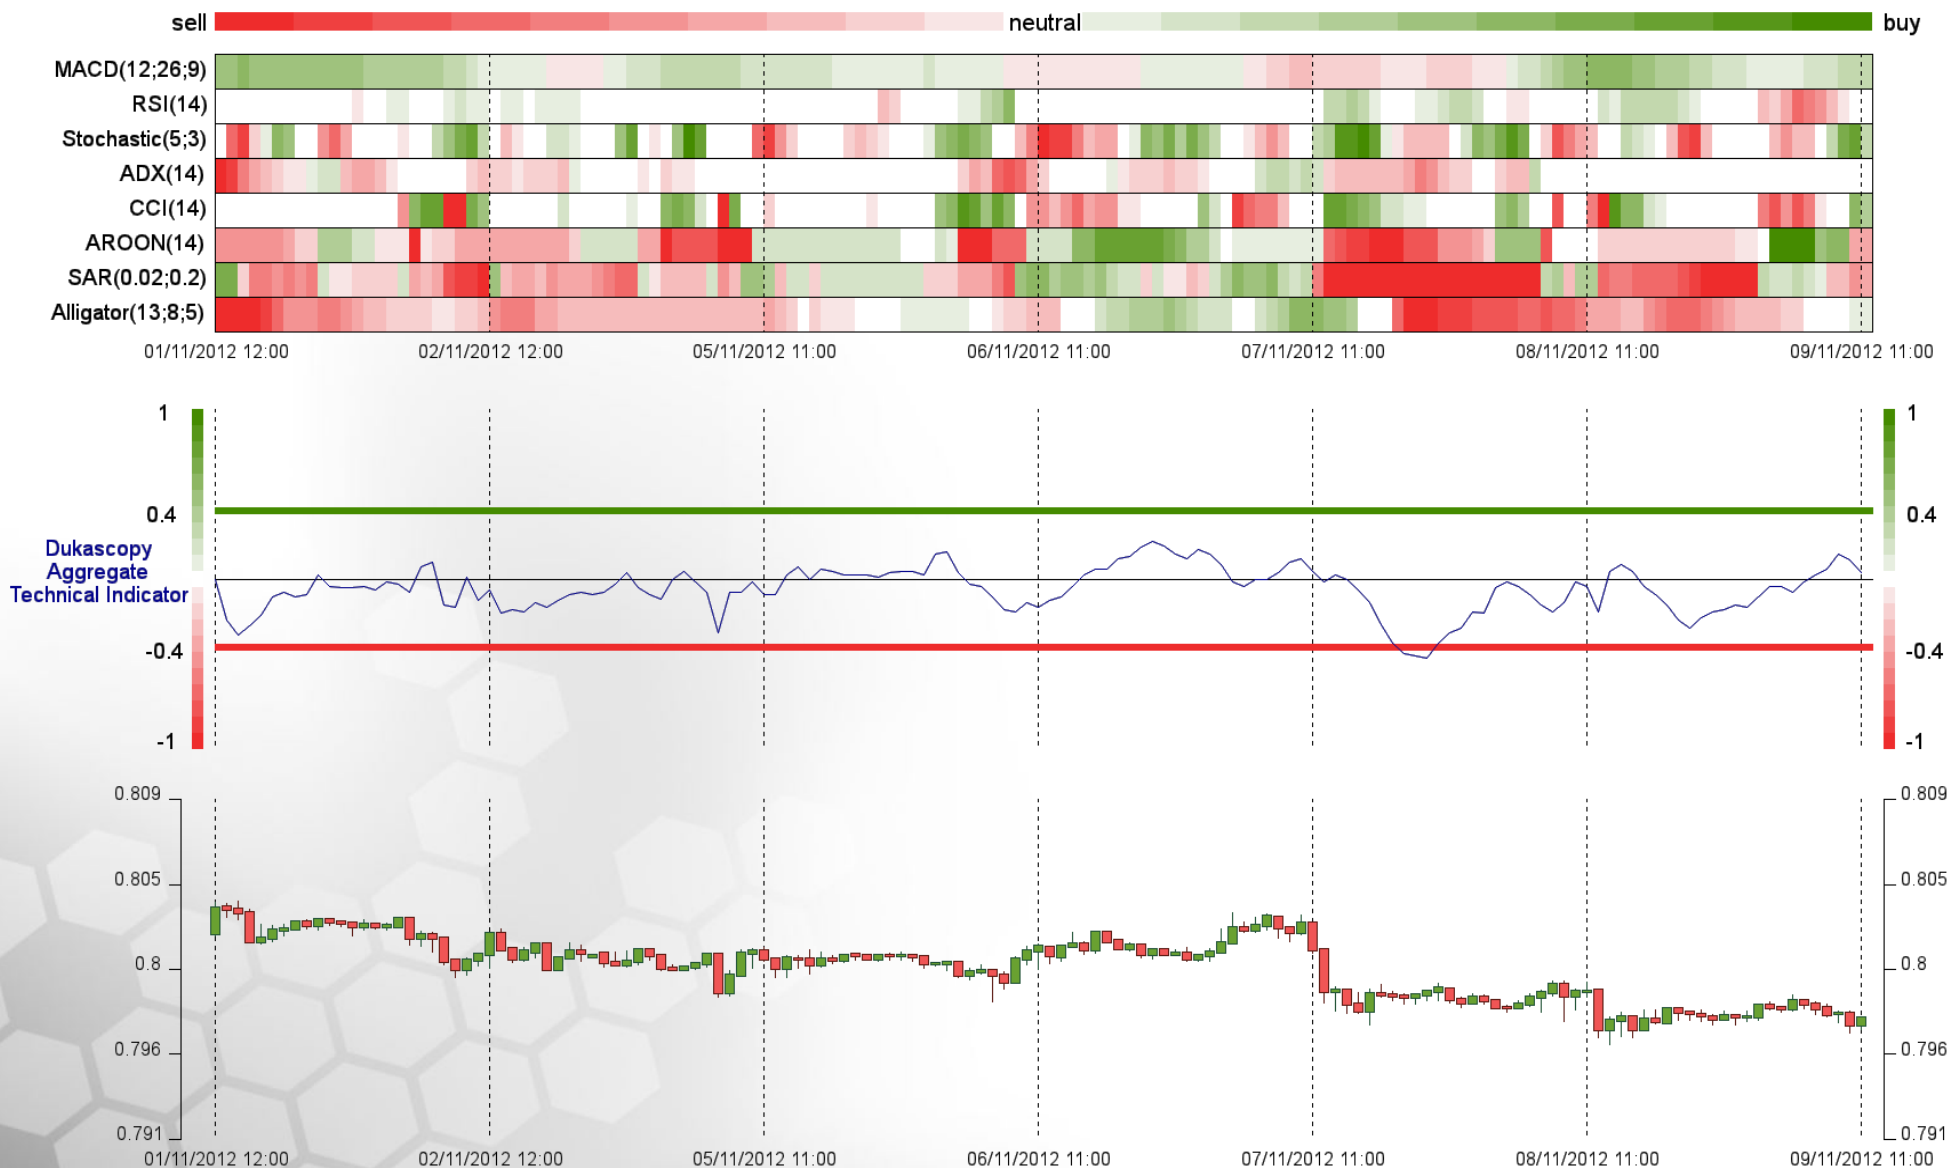 sell neutral buy
MACD(12;26;9)
RSI(14)
Stochastic(5;3)
ADX(14)
CCI(14)
AROON(14)
SAR(0.02;0.2)
Alligator(13;8;5)
01/11/2012 12:00 02/11/2012 12:00 05/11/2012 11:00 06/11/2012 11:00 07/11/2012 11:00 08/11/2012 11:00 09/11/2012 11:00
1 1
0.4 0.4
Dukascopy
Aggregate
Technical Indicator
-0.4 -0.4
-1 -1
0.809 0.809
0.805 0.805
0.8 0.8
0.796 0.796
0.791 0.791
01/11/2012 12:00 02/11/2012 12:00 05/11/2012 11:00 06/11/2012 11:00 07/11/2012 11:00 08/11/2012 11:00 09/11/2012 11:00